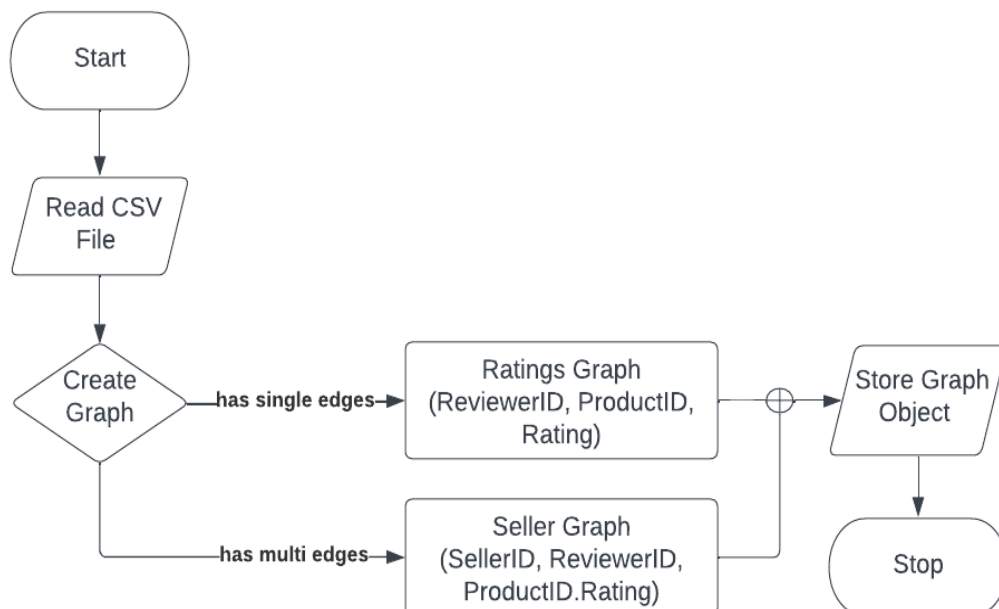 Start
Read CSV
File
Create
Graph
has single edges
Ratings Graph
(ReviewerID, ProductID,
Rating)
Store Graph
Object
has multi edges
Seller Graph
(SellerID, ReviewerID,
ProductID.Rating)
Stop